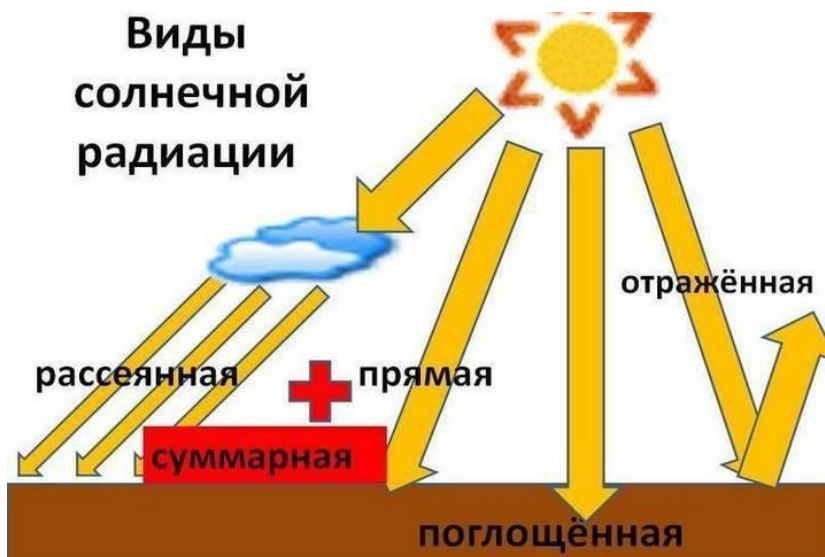 Виды
солнечной
радиации
отражённая
рассеянная
прямая
суммарная
поглощённая